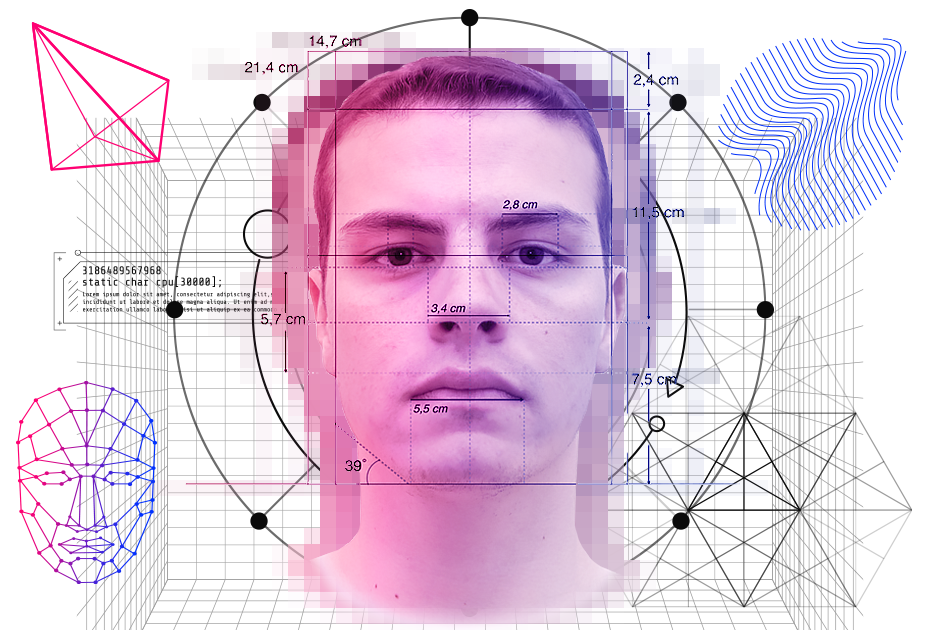 14,7 cm
21,4 cm
2,4 cm
2,8 cm
11,5 cm
3186489567968
static char cpu[30000];
Lorem ipsum dolor sit amet, consectetur adipiscing elit,
incididunt ut labore et dolore magna aliqua. Ut enim ad
exercitation ullamco laboris nisi ut aliquip ex ea commodo
3,4 cm
5,7 cm
7,5 cm
5,5 cm
39°